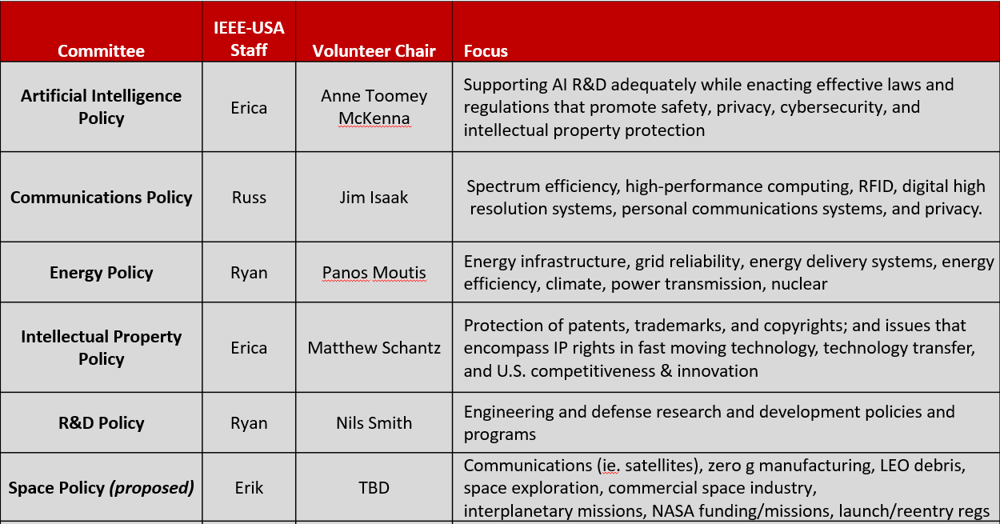 Committee
IEEE-USA
Staff
Volunteer Chair
Focus
Artificial Intelligence
Policy
Erica
Anne Toomey
McKenna
Supporting AI R&D adequately while enacting effective laws and
regulations that promote safety, privacy, cybersecurity, and
intellectual property protection
Communications Policy
Russ
Jim Isaak
Spectrum efficiency, high-performance computing, RFID, digital high
resolution systems, personal communications systems, and privacy.
Energy Policy
Ryan
Panos Moutis
Energy infrastructure, grid reliability, energy delivery systems, energy
efficiency, climate, power transmission, nuclear
Intellectual Property
Policy
Erica
Matthew Schantz
Protection of patents, trademarks, and copyrights; and issues that
encompass IP rights in fast moving technology, technology transfer,
and U.S. competitiveness & innovation
R&D Policy
Ryan
Nils Smith
Engineering and defense research and development policies and
programs
Space Policy (proposed)
Erik
TBD
Communications (ie. satellites), zero g manufacturing, LEO debris,
space exploration, commercial space industry,
interplanetary missions, NASA funding/missions, launch/reentry regs